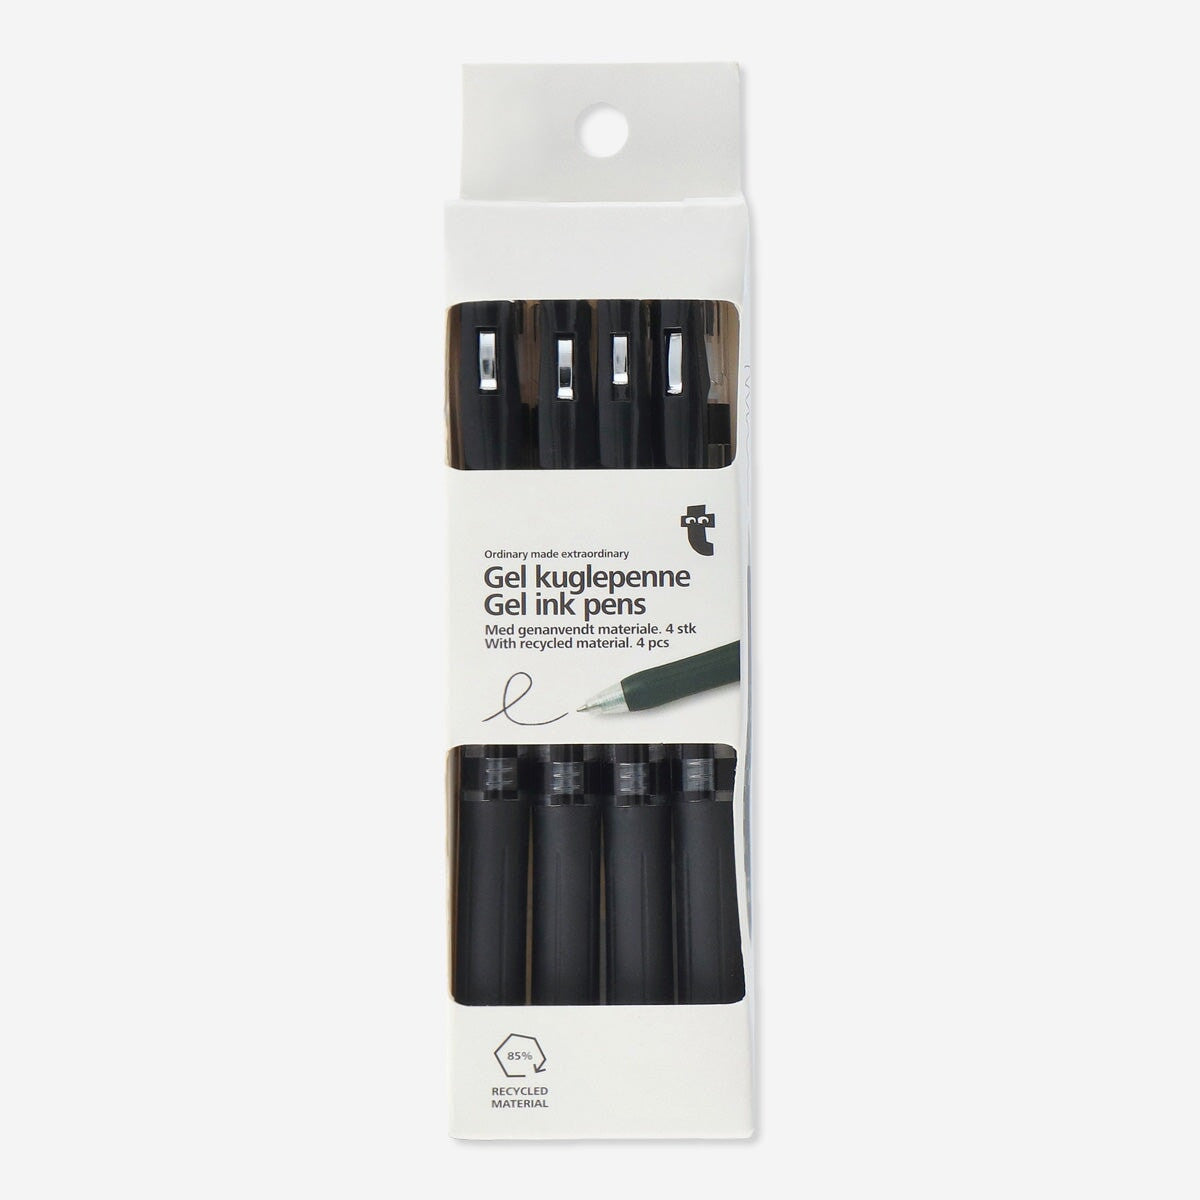 t
Ordinary made extraordinary
Gel kuglepenne
Gel ink pens
Med genanvendt materiale. 4 stk
With recycled material. 4 pcs
85%
RECYCLED
MATERIAL